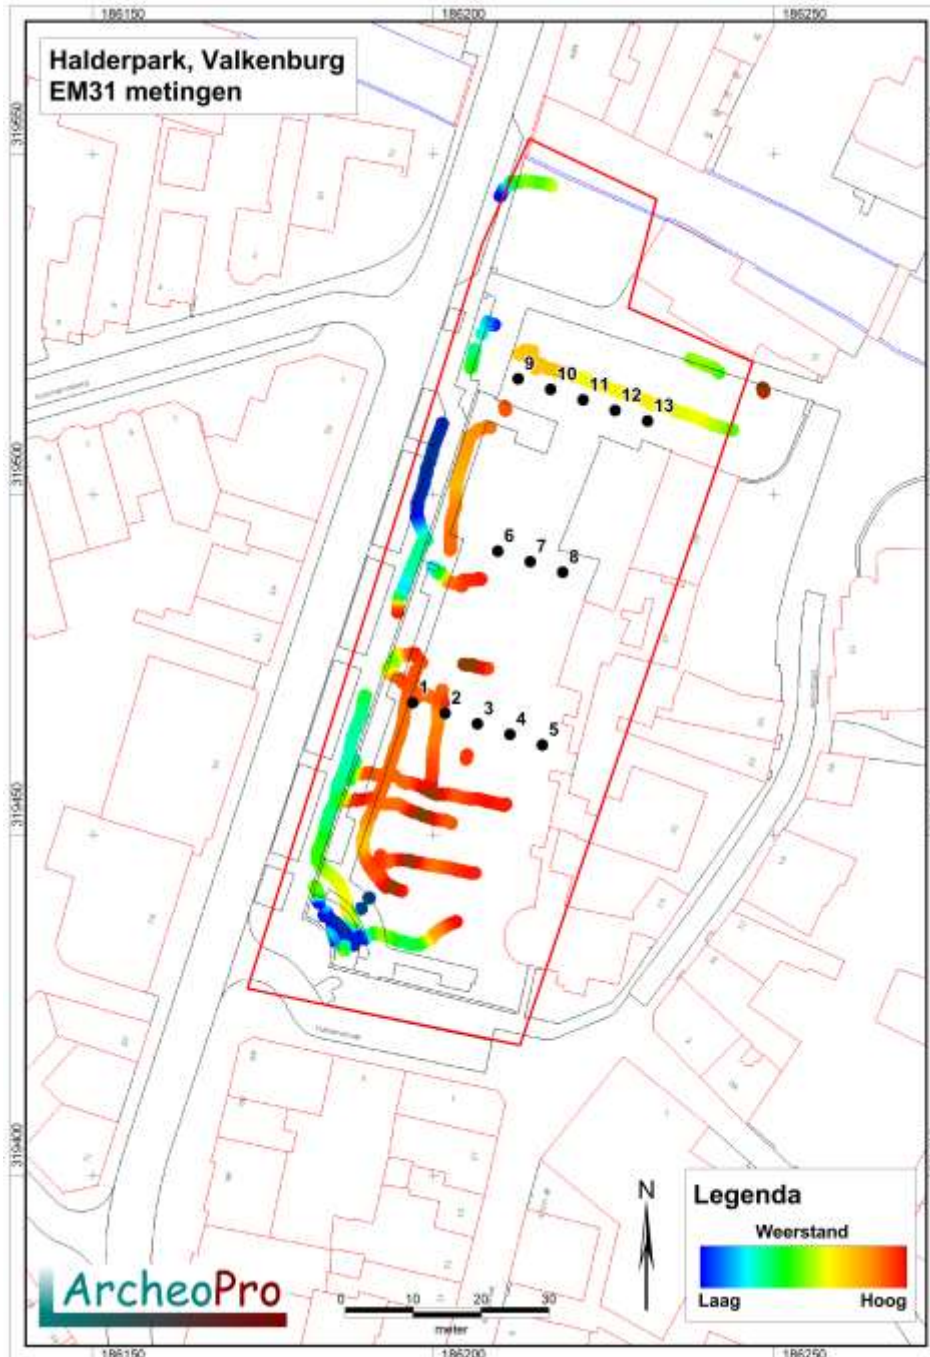 186150 186200 186250
Halderpark, Valkenburg
EM31 metingen
319550
9 10 11 12 13
319500
6 7 8
1 2 3 4 5
319450
319400
N
Legenda
Weerstand
Laag Hoog
ArcheoPro
0 10 20 30
meter
186150 186200 186250